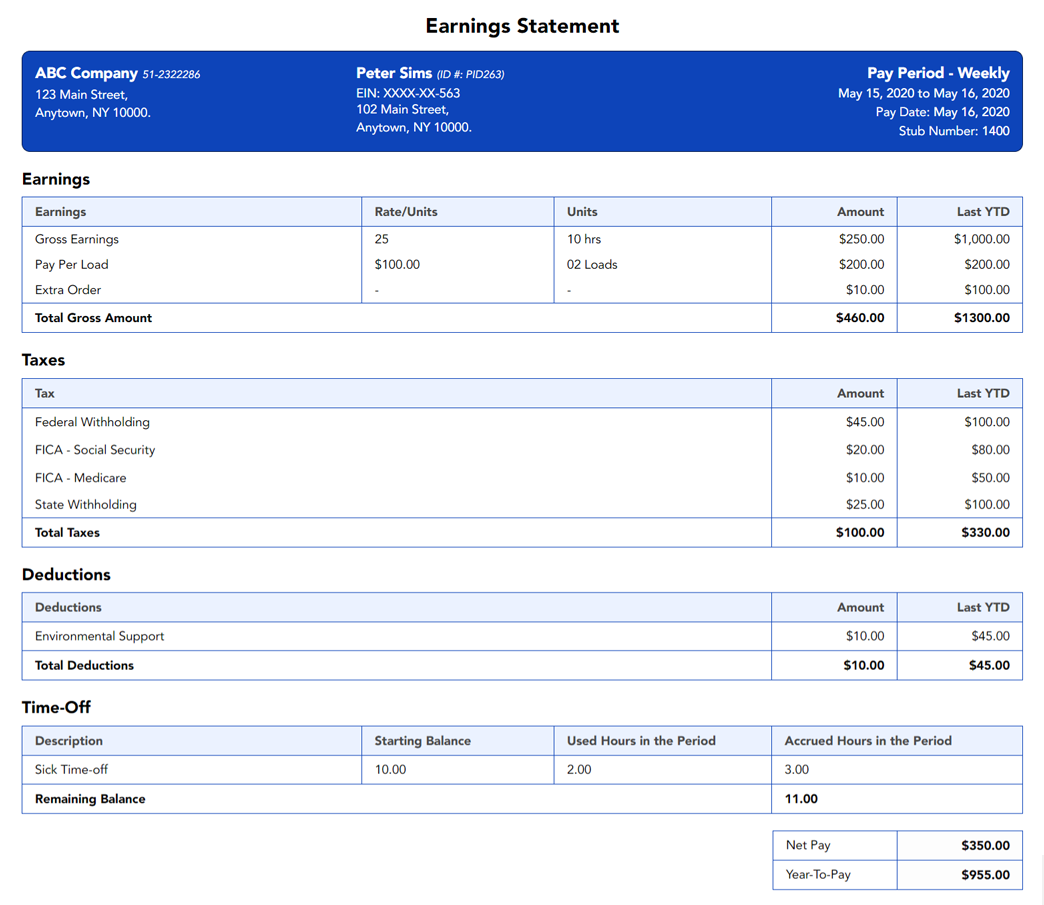 Earnings Statement
ABC Company 51-2322286
123 Main Street,
Anytown, NY 10000.
Peter Sims (ID #: PID263)
EIN: XXXX-XX-563
102 Main Street,
Anytown, NY 10000.
Pay Period - Weekly
May 15, 2020 to May 16, 2020
Pay Date: May 16, 2020
Stub Number: 1400
Earnings
Earnings Rate/Units Units Amount Last YTD
Gross Earnings 25 10 hrs $250.00 $1,000.00
Pay Per Load $100.00 02 Loads $200.00 $200.00
Extra Order - - $10.00 $100.00
Total Gross Amount $460.00 $1300.00
Taxes
Tax Amount Last YTD
Federal Withholding $45.00 $100.00
FICA - Social Security $20.00 $80.00
FICA - Medicare $10.00 $50.00
State Withholding $25.00 $100.00
Total Taxes $100.00 $330.00
Deductions
Deductions Amount Last YTD
Environmental Support $10.00 $45.00
Total Deductions $10.00 $45.00
Time-Off
Description Starting Balance Used Hours in the Period Accrued Hours in the Period
Sick Time-off 10.00 2.00 3.00
Remaining Balance 11.00
Net Pay $350.00
Year-To-Pay $955.00